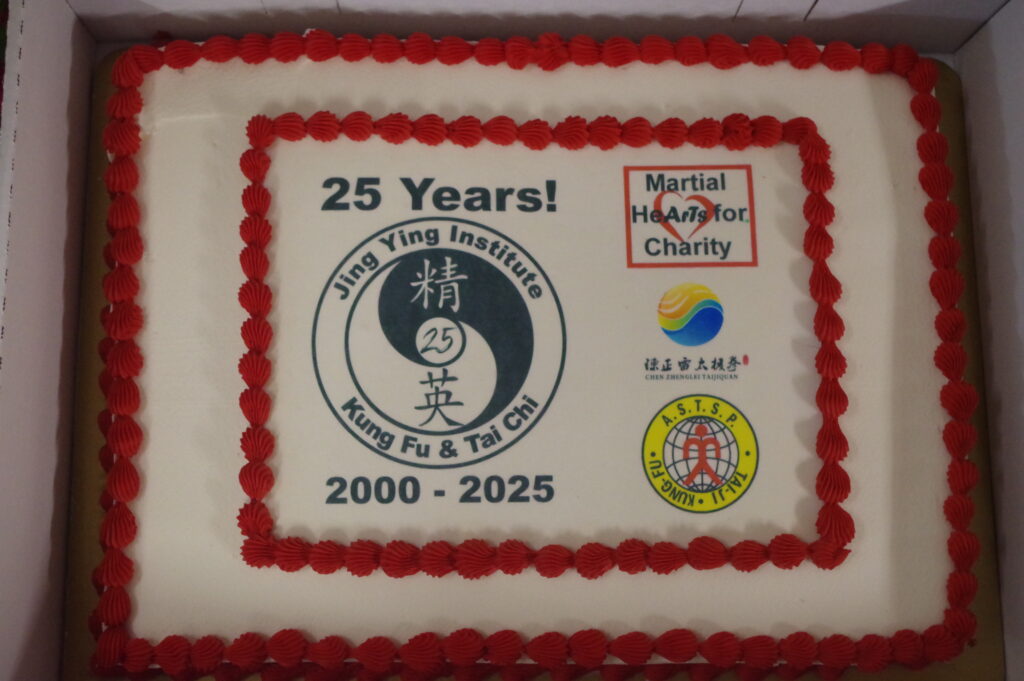 25 Years!
Jing Ying Institute
精
25
英
Kung Fu & Tai Chi
2000 - 2025
Martial
HeArTs for
Charity
陈正雷太极拳
CHEN ZHENGLEI TAIJIQUAN
A.S.T.S.P.
KUNG-FU • TAI-JI